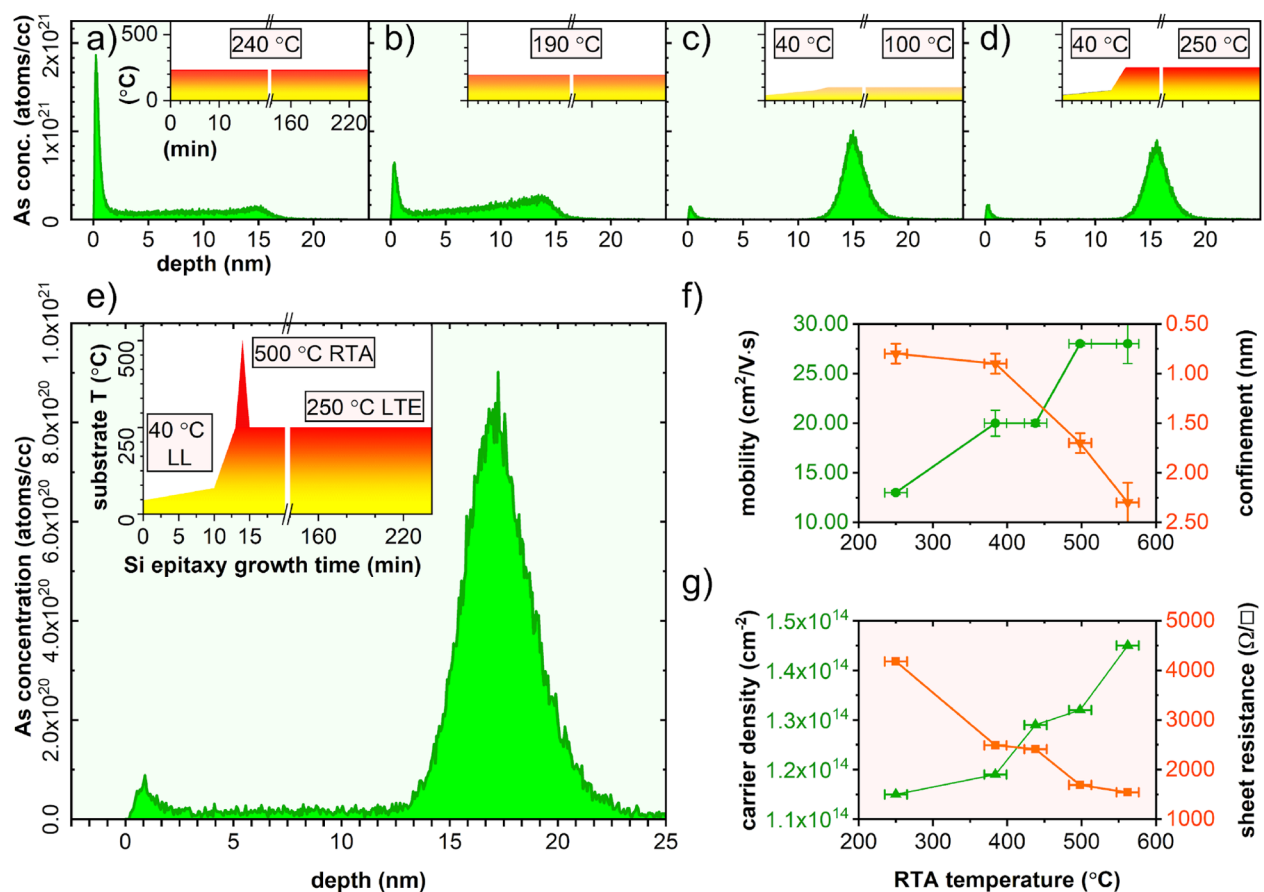 a)
b)
c)
d)
As conc. (atoms/cc)
2x10²¹
1x10²¹
0
500
0
(°C)
240 °C
0 10 160 220
(min)
190 °C
40 °C 100 °C
40 °C 250 °C
0 5 10 15 20
0 5 10 15 20
0 5 10 15 20
0 5 10 15 20
depth (nm)
e)
As concentration (atoms/cc)
1.0x10²¹
8.0x10²⁰
6.0x10²⁰
4.0x10²⁰
2.0x10²⁰
0.0
substrate T (°C)
500
250
0
500 °C RTA
250 °C LTE
40 °C
LL
0 5 10 15 160 220
Si epitaxy growth time (min)
0 5 10 15 20 25
depth (nm)
f)
mobility (cm²/V·s)
30.00
25.00
20.00
15.00
10.00
0.50
1.00
1.50
2.00
2.50
confinement (nm)
200 300 400 500 600
g)
carrier density (cm⁻²)
1.5x10¹⁴
1.4x10¹⁴
1.3x10¹⁴
1.2x10¹⁴
1.1x10¹⁴
5000
4000
3000
2000
1000
sheet resistance (Ω/□)
200 300 400 500 600
RTA temperature (°C)